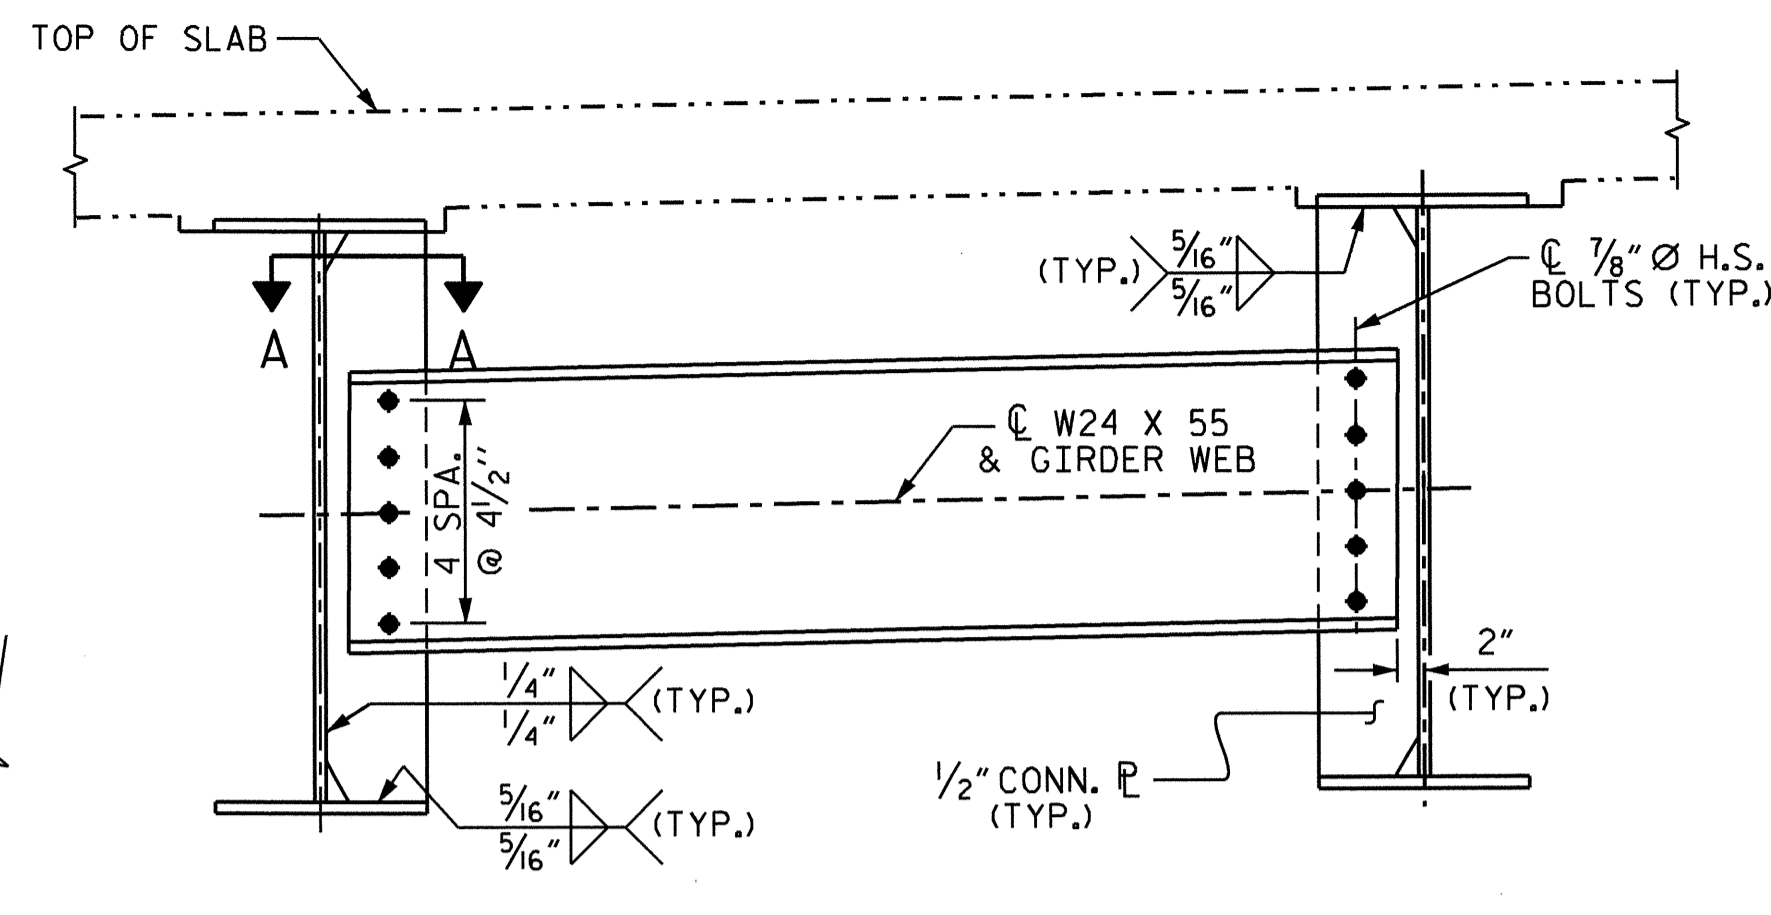 TOP OF SLAB
(TYP.) 5/16"
5/16"
℄ 7/8" Ø H.S.
BOLTS (TYP.)
A A
4 SPA.
@ 4 1/2"
℄ W24 X 55
& GIRDER WEB
2"
(TYP.)
1/4" (TYP.)
1/4"
1/2" CONN. ⅊
(TYP.)
5/16" (TYP.)
5/16"